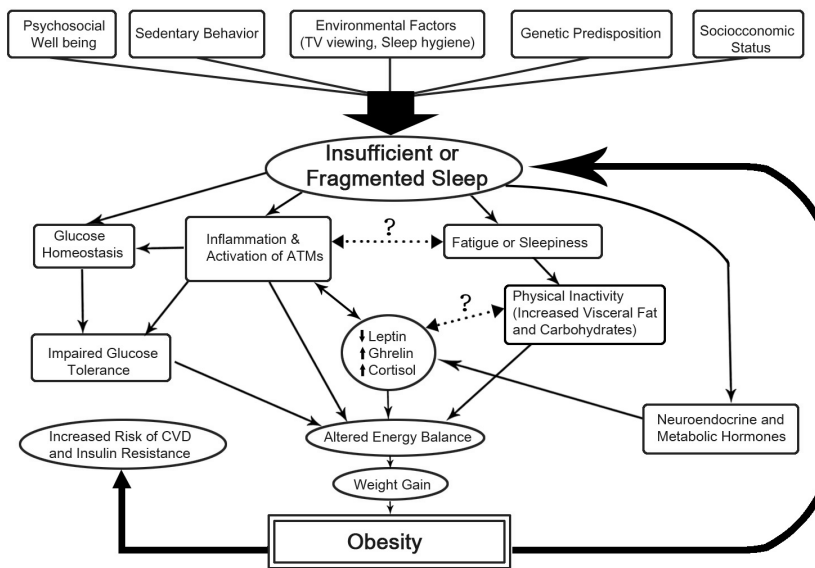 Psychosocial
Well being
Sedentary Behavior
Environmental Factors
(TV viewing, Sleep hygiene)
Genetic Predisposition
Sociocconomic
Status
Insufficient or
Fragmented Sleep
Glucose
Homeostasis
Inflammation &
Activation of ATMs
?
Fatigue or Sleepiness
?
Physical Inactivity
(Increased Visceral Fat
and Carbohydrates)
Impaired Glucose
Tolerance
Leptin
Ghrelin
Cortisol
Neuroendocrine and
Metabolic Hormones
Increased Risk of CVD
and Insulin Resistance
Altered Energy Balance
Weight Gain
Obesity